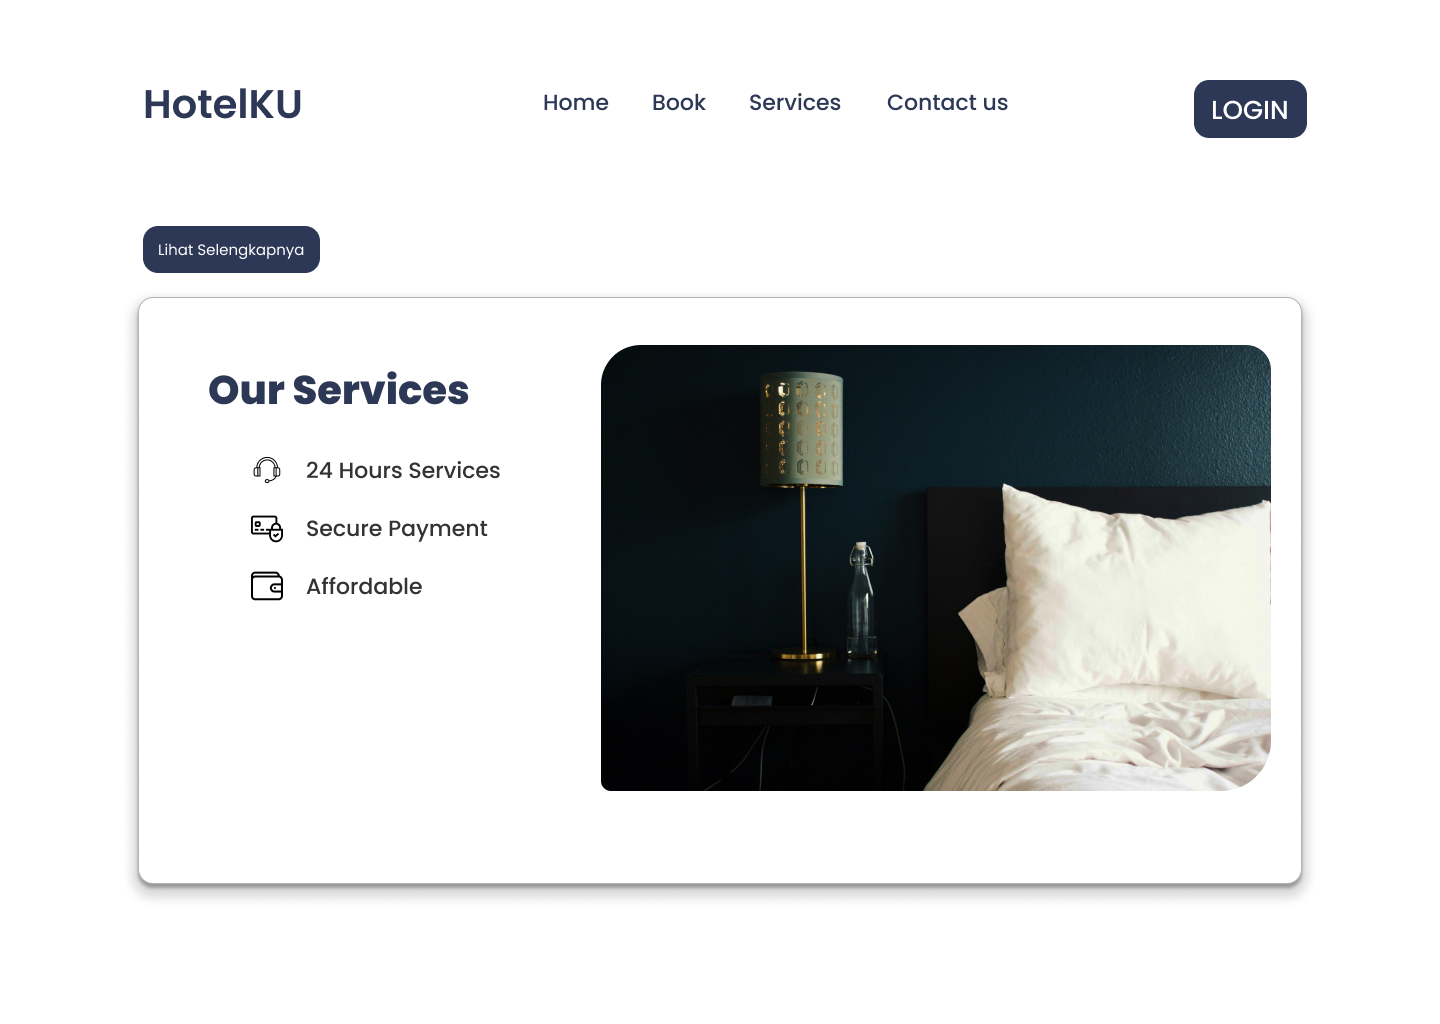 HotelKU
Home
Book
Services
Contact us
LOGIN
Lihat Selengkapnya
Our Services
24 Hours Services
Secure Payment
Affordable